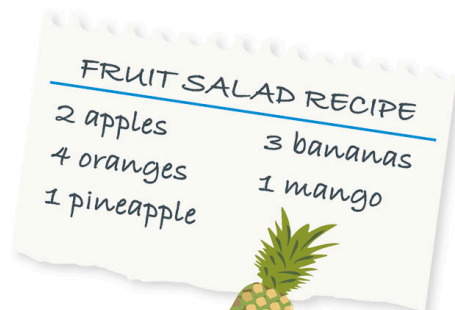 FRUIT SALAD RECIPE
2 apples
4 oranges
1 pineapple
3 bananas
1 mango